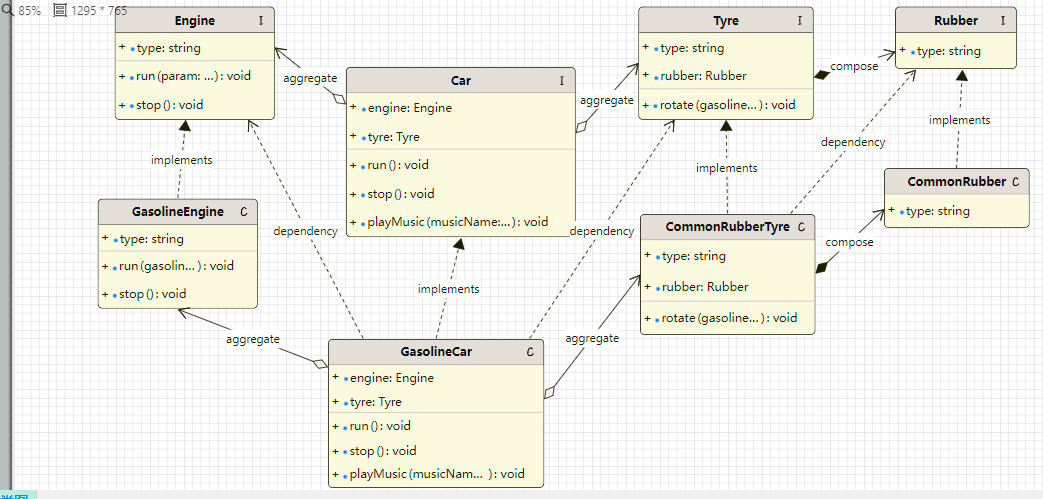 85% 1295 * 765
Engine I
+ type: string
+ run(param: ...): void
+ stop(): void
Tyre I
+ type: string
+ rubber: Rubber
+ rotate(gasoline...): void
Rubber I
+ type: string
compose
aggregate
Car I
+ engine: Engine
+ tyre: Tyre
+ run(): void
+ stop(): void
+ playMusic(musicName:...): void
aggregate
implements
dependency
implements
implements
CommonRubber C
+ type: string
GasolineEngine C
+ type: string
+ run(gasolin...): void
+ stop(): void
dependency
dependency
CommonRubberTyre C
+ type: string
+ rubber: Rubber
+ rotate(gasoline...): void
compose
implements
aggregate
aggregate
GasolineCar C
+ engine: Engine
+ tyre: Tyre
+ run(): void
+ stop(): void
+ playMusic(musicNam... ): void